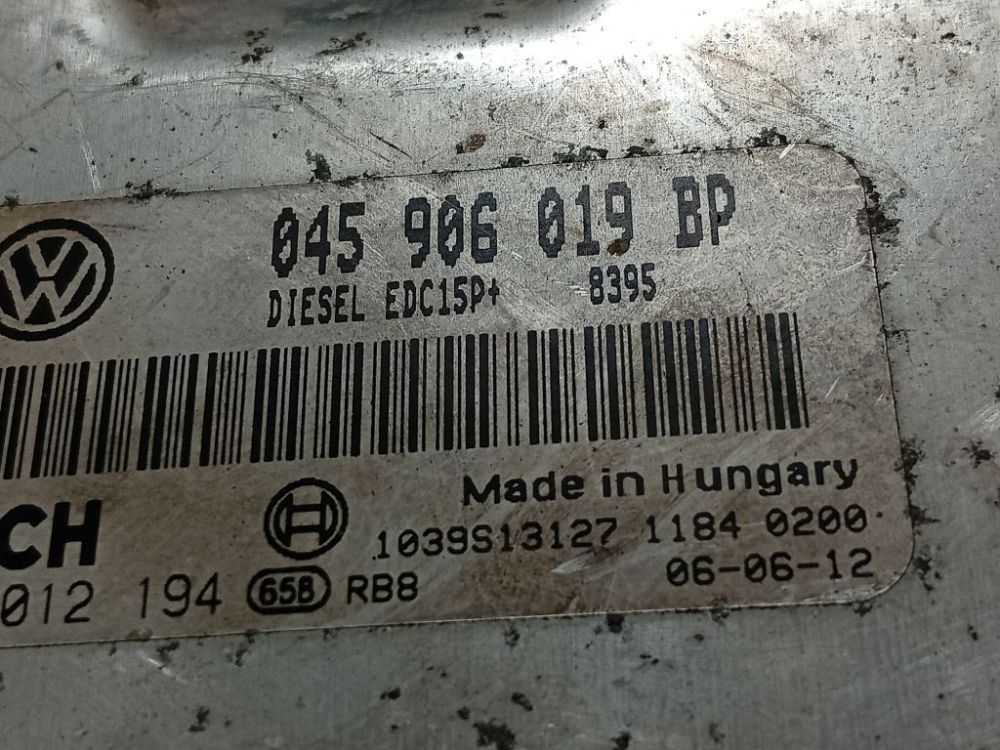 045 906 019 BP
DIESEL EDC15P+ 8395
Made in Hungary
CH
1039S13127 1184 0200
012 194 658 RB8
06-06-12